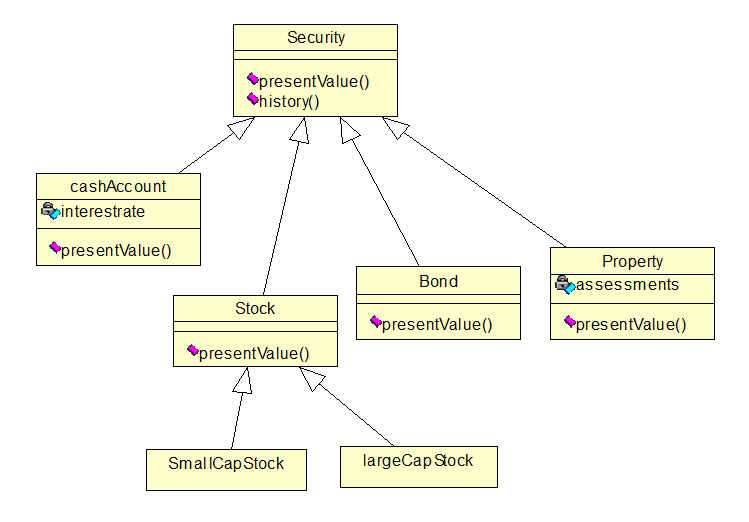 Security
presentValue()
history()
cashAccount
interestrate
presentValue()
Stock
presentValue()
Bond
presentValue()
Property
assessments
presentValue()
SmallCapStock
largeCapStock